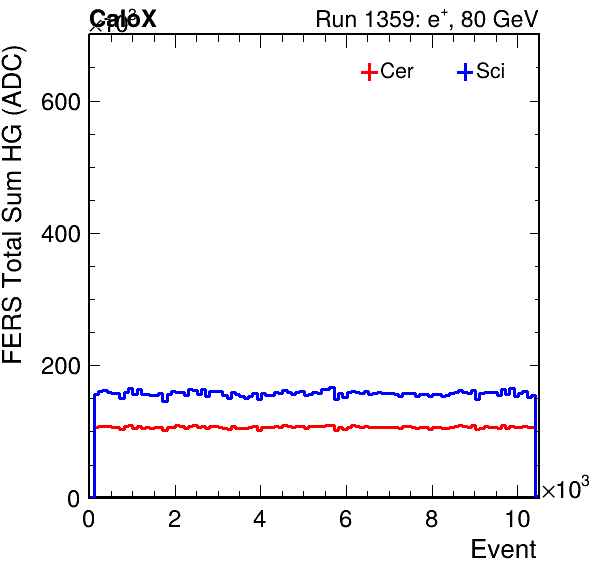 CaloX Run 1359: e⁺, 80 GeV
×10³
Cer Sci
FERS Total Sum HG (ADC)
600
400
200
0
0 2 4 6 8 10 ×10³
Event